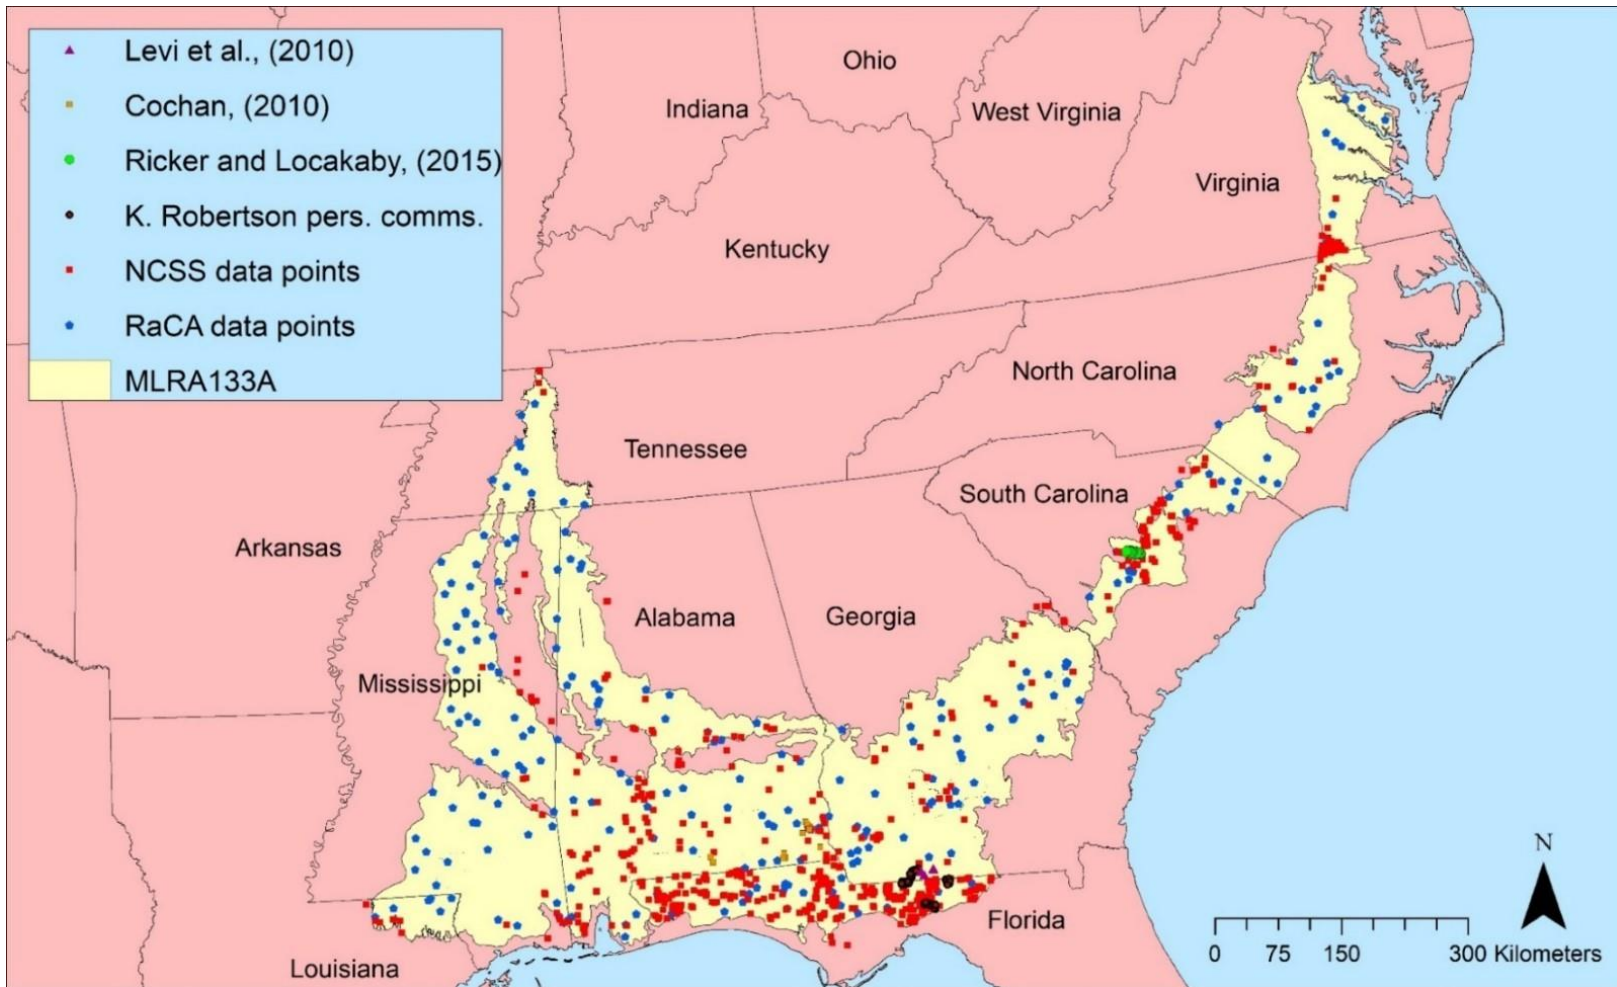 Levi et al., (2010)
Cochan, (2010)
Ricker and Locakaby, (2015)
K. Robertson pers. comms.
NCSS data points
RaCA data points
MLRA133A
Ohio
Indiana
West Virginia
Virginia
Kentucky
North Carolina
Tennessee
South Carolina
Arkansas
Alabama
Georgia
Mississippi
Florida
Louisiana
N
0 75 150 300 Kilometers